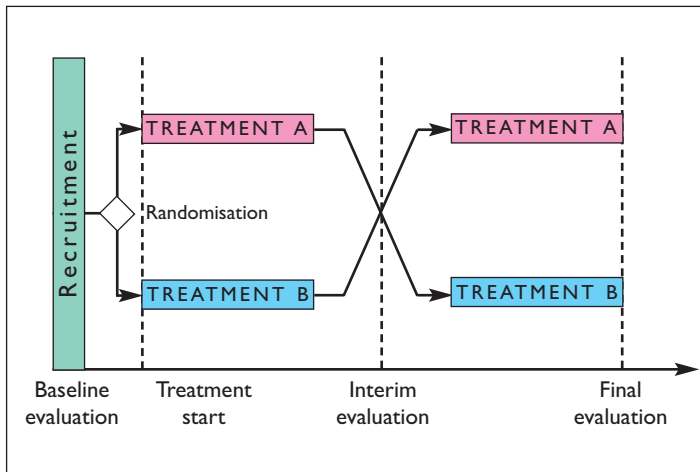 Recruitment
TREATMENT A
TREATMENT A
Randomisation
TREATMENT B
TREATMENT B
Baseline
evaluation
Treatment
start
Interim
evaluation
Final
evaluation